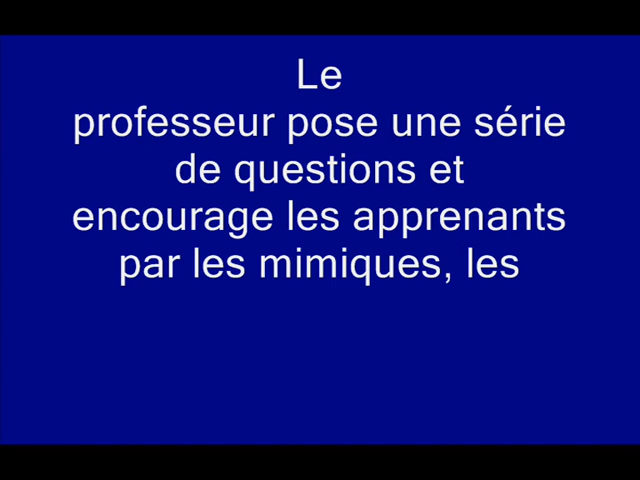 Le
professeur pose une série
de questions et
encourage les apprenants
par les mimiques, les